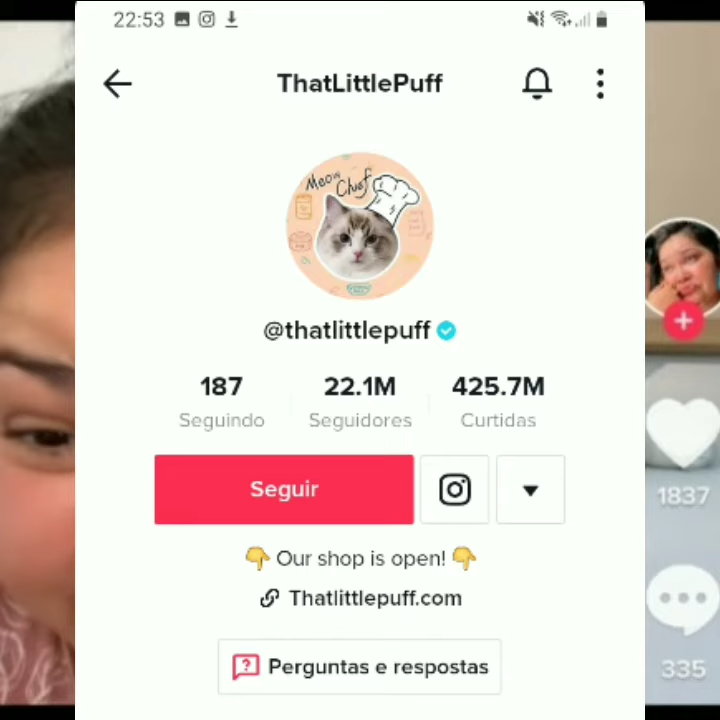 22:53
ThatLittlePuff
Meow Chef
@thatlittlepuff
187 22.1M 425.7M
Seguindo Seguidores Curtidas
Seguir
👇 Our shop is open! 👇
Thatlittlepuff.com
Perguntas e respostas
1837
335